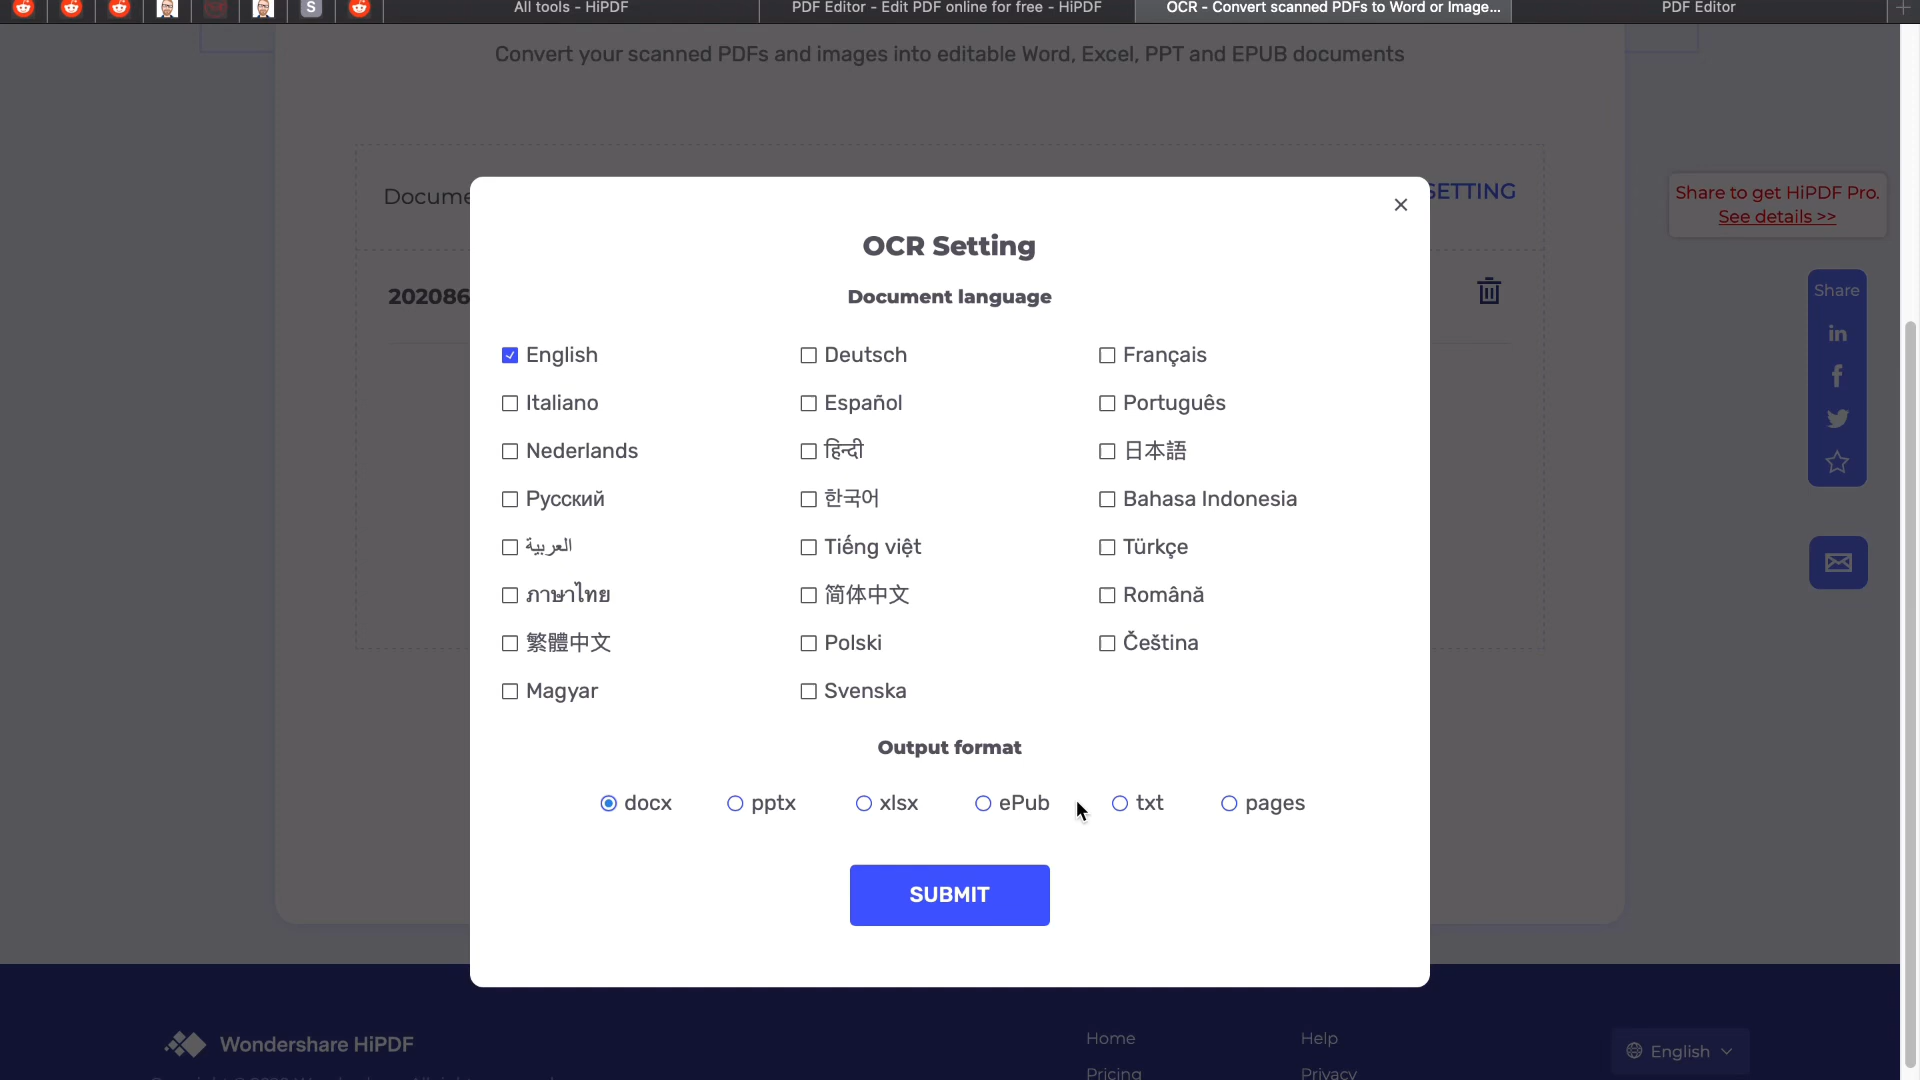 S
All tools - HiPDF
PDF Editor - Edit PDF online for free - HiPDF
OCR - Convert scanned PDFs to Word or Image...
PDF Editor
Convert your scanned PDFs and images into editable Word, Excel, PPT and EPUB documents
SETTING
202086
Share to get HiPDF Pro.
See details >>
Share
OCR Setting
Document language
English
Deutsch
Français
Italiano
Español
Português
Nederlands
हिन्दी
日本語
Русский
한국어
Bahasa Indonesia
العربية
Tiếng việt
Türkçe
ภาษาไทย
简体中文
Română
繁體中文
Polski
Čeština
Magyar
Svenska
Output format
docx
pptx
xlsx
ePub
txt
pages
SUBMIT
Wondershare HiPDF
Home
Help
English
Pricing
Privacy